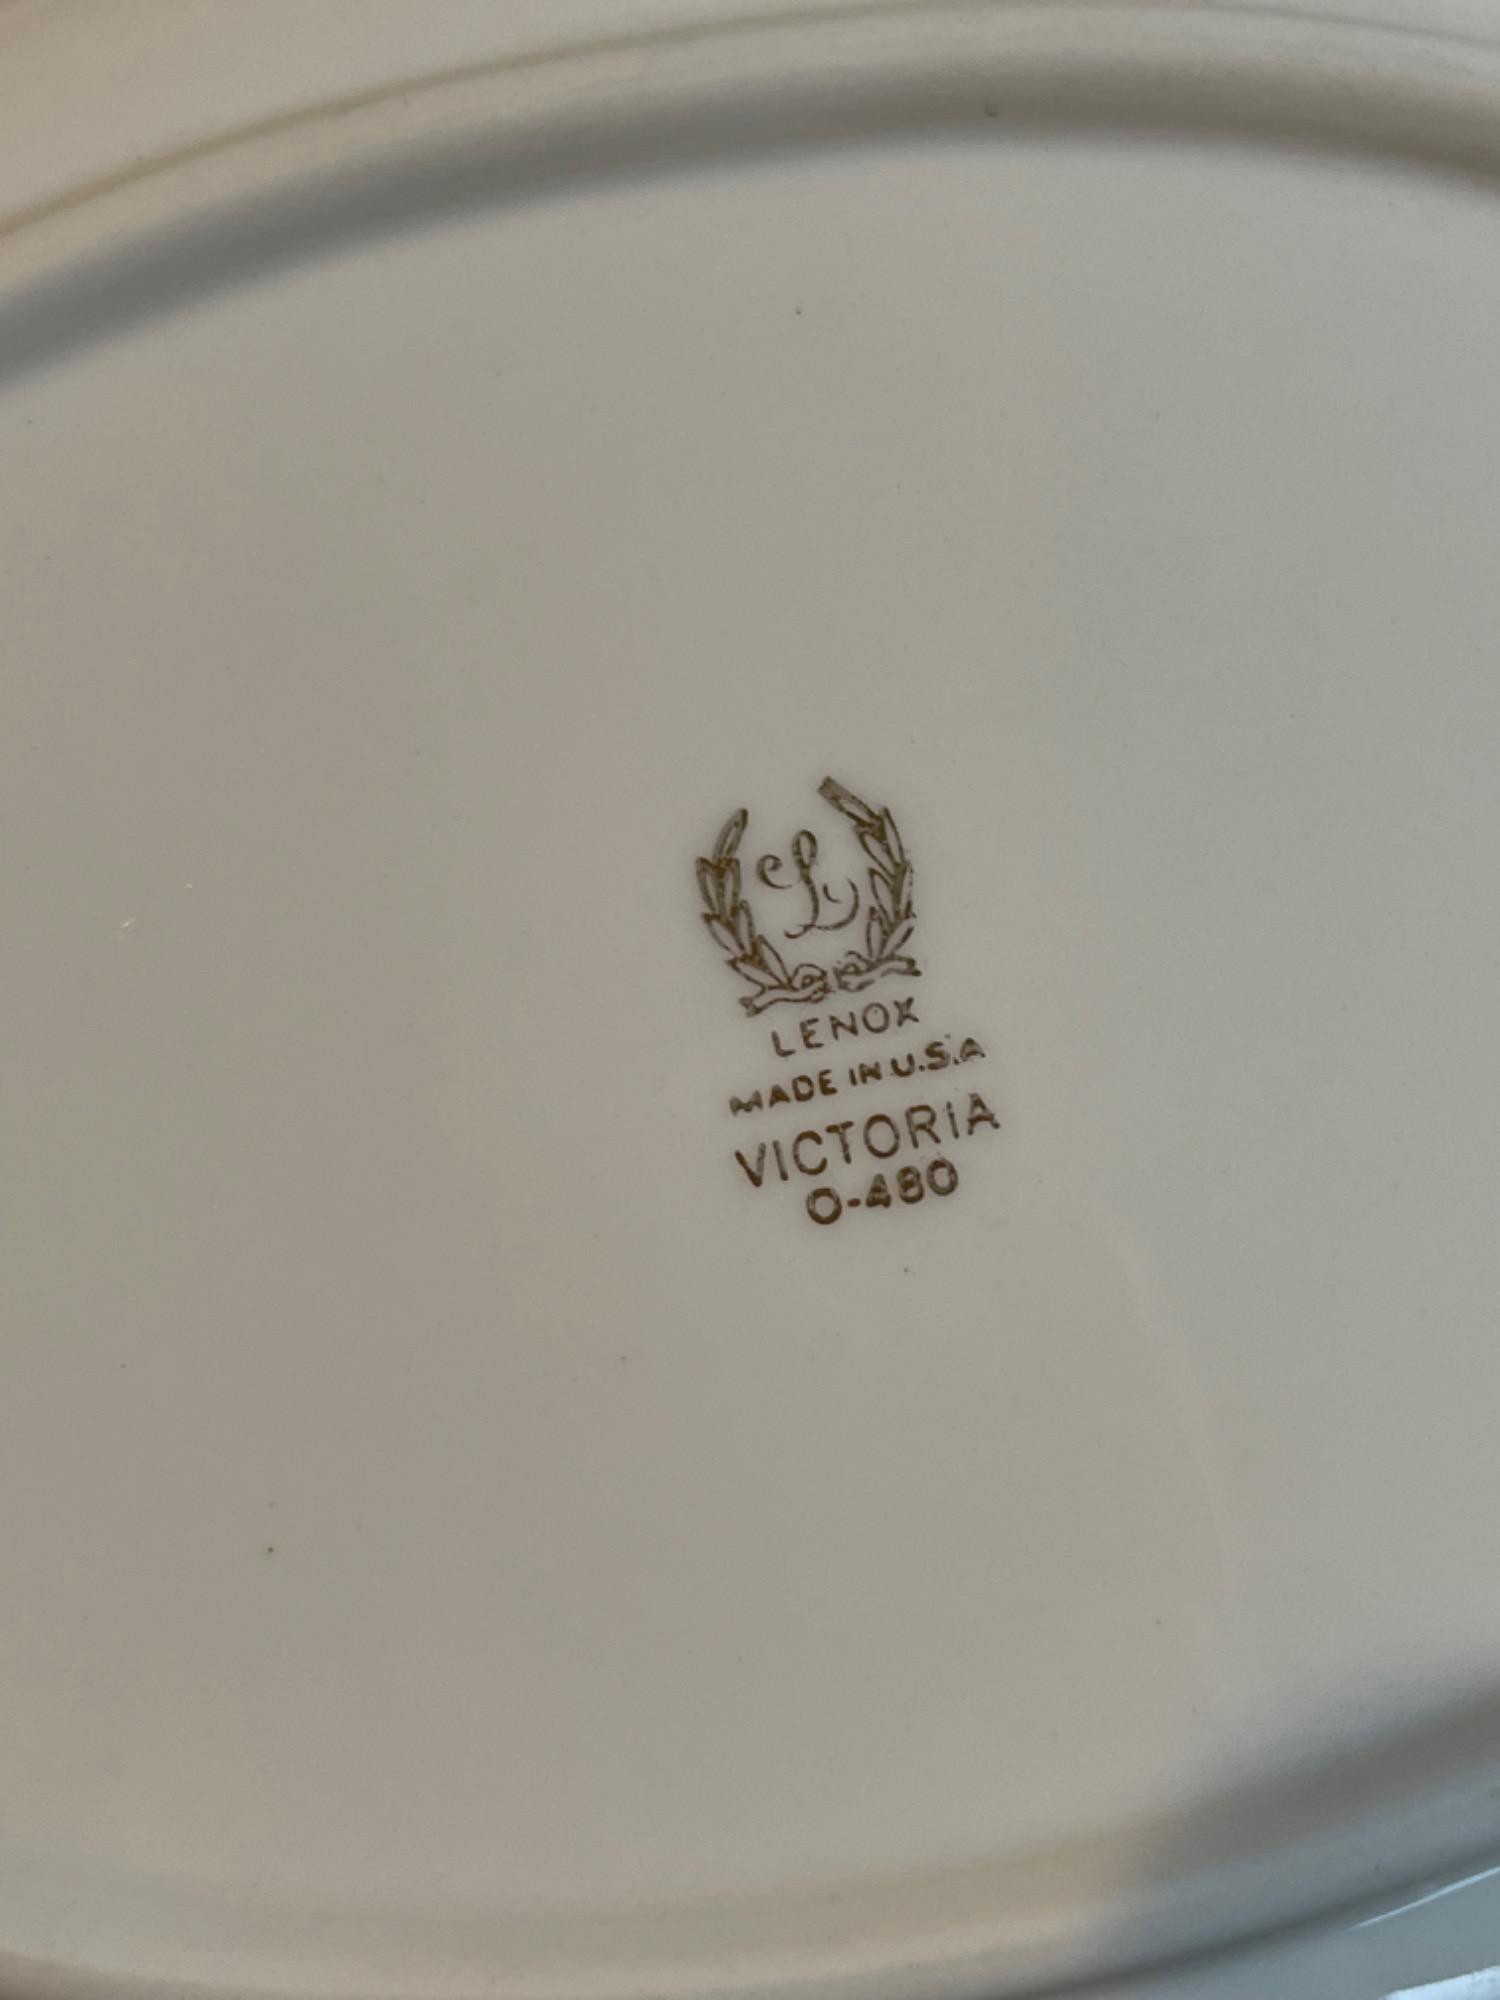 L
LENOX
MADE IN U.S.A
VICTORIA
O-480